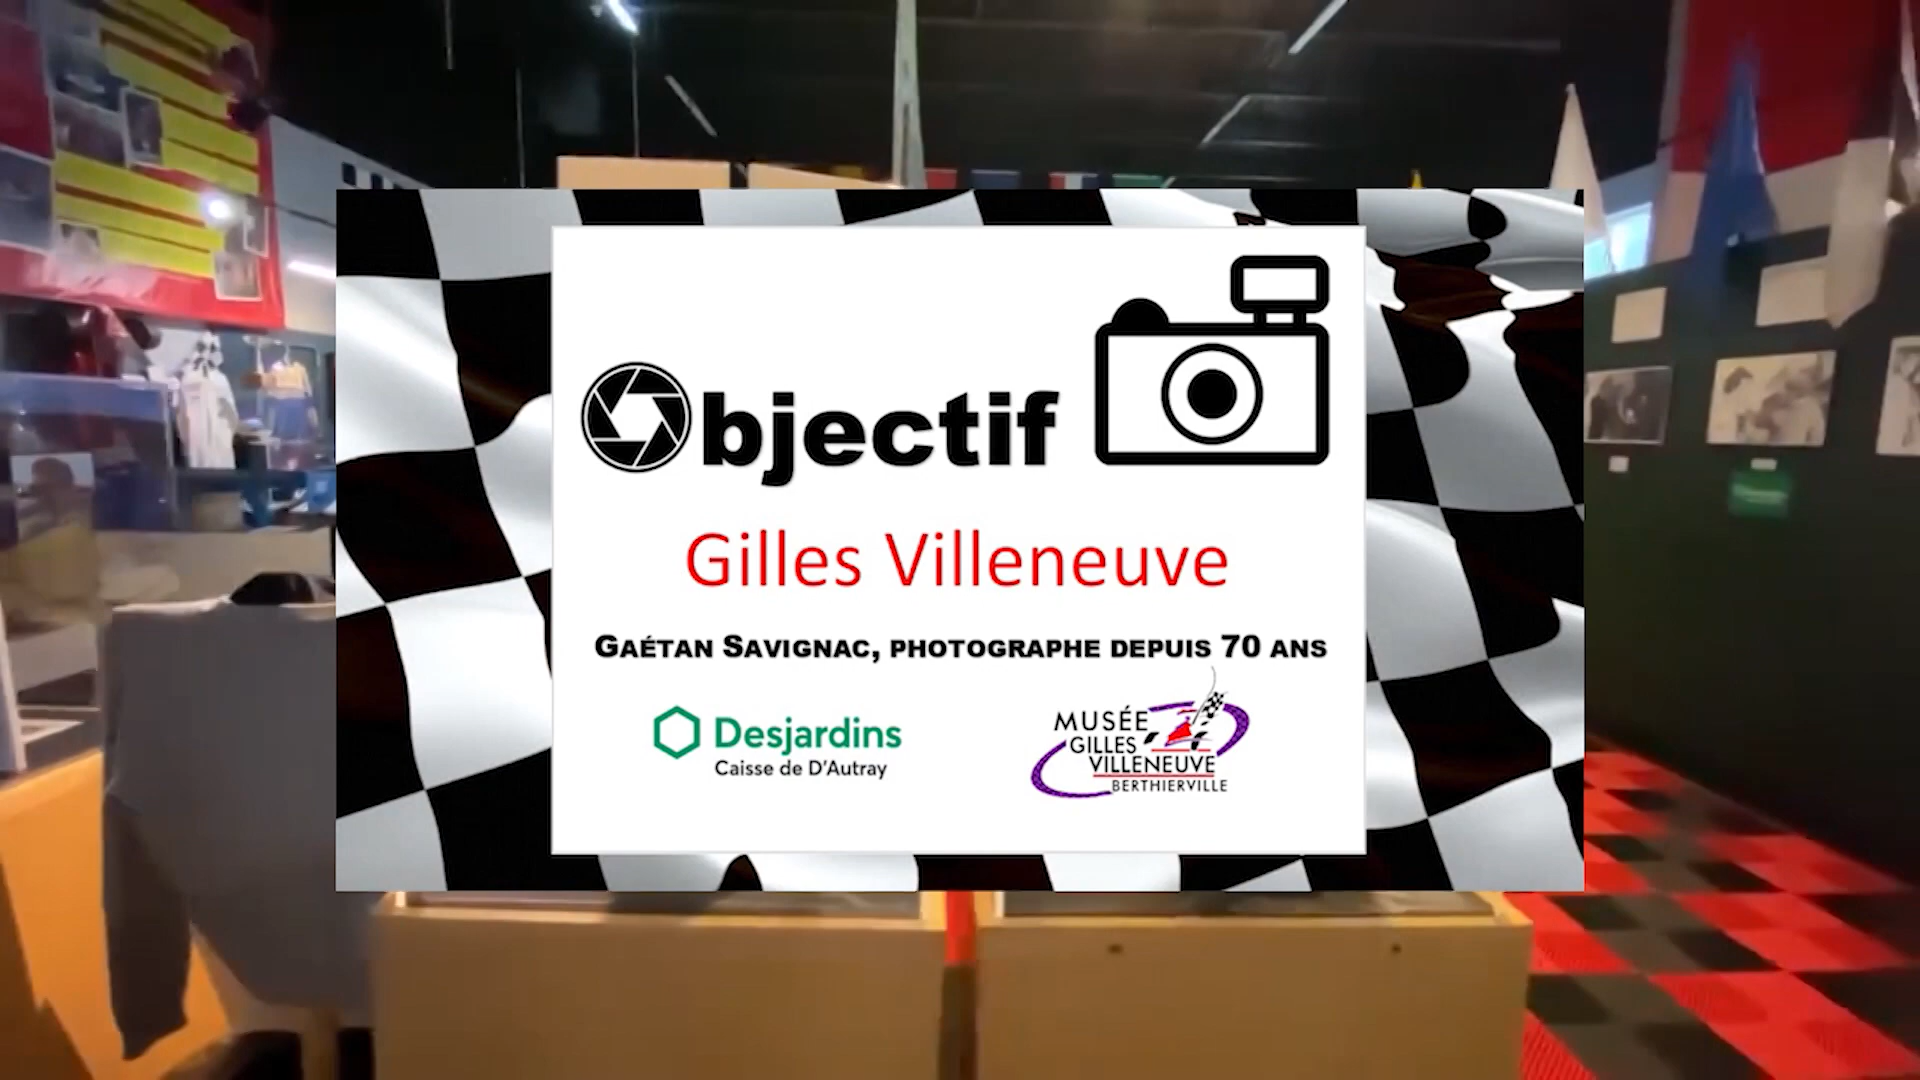 Objectif
Gilles Villeneuve
GAÉTAN SAVIGNAC, PHOTOGRAPHE DEPUIS 70 ANS
Desjardins
Caisse de D'Autray
MUSÉE
GILLES
VILLENEUVE
BERTHIERVILLE